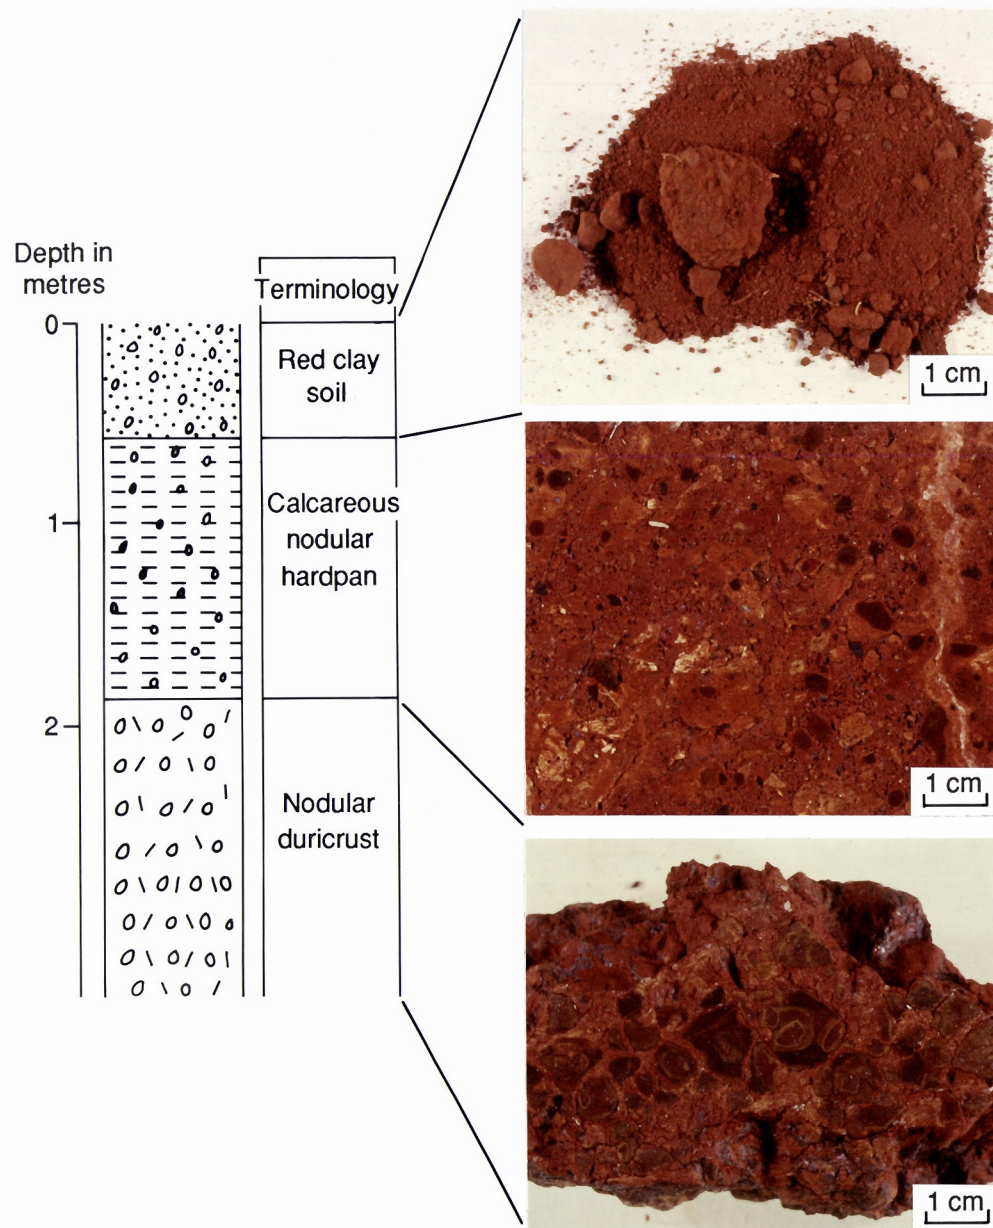 Depth in
metres
0
1
2
Terminology
Red clay
soil
Calcareous
nodular
hardpan
Nodular
duricrust
1 cm
1 cm
1 cm